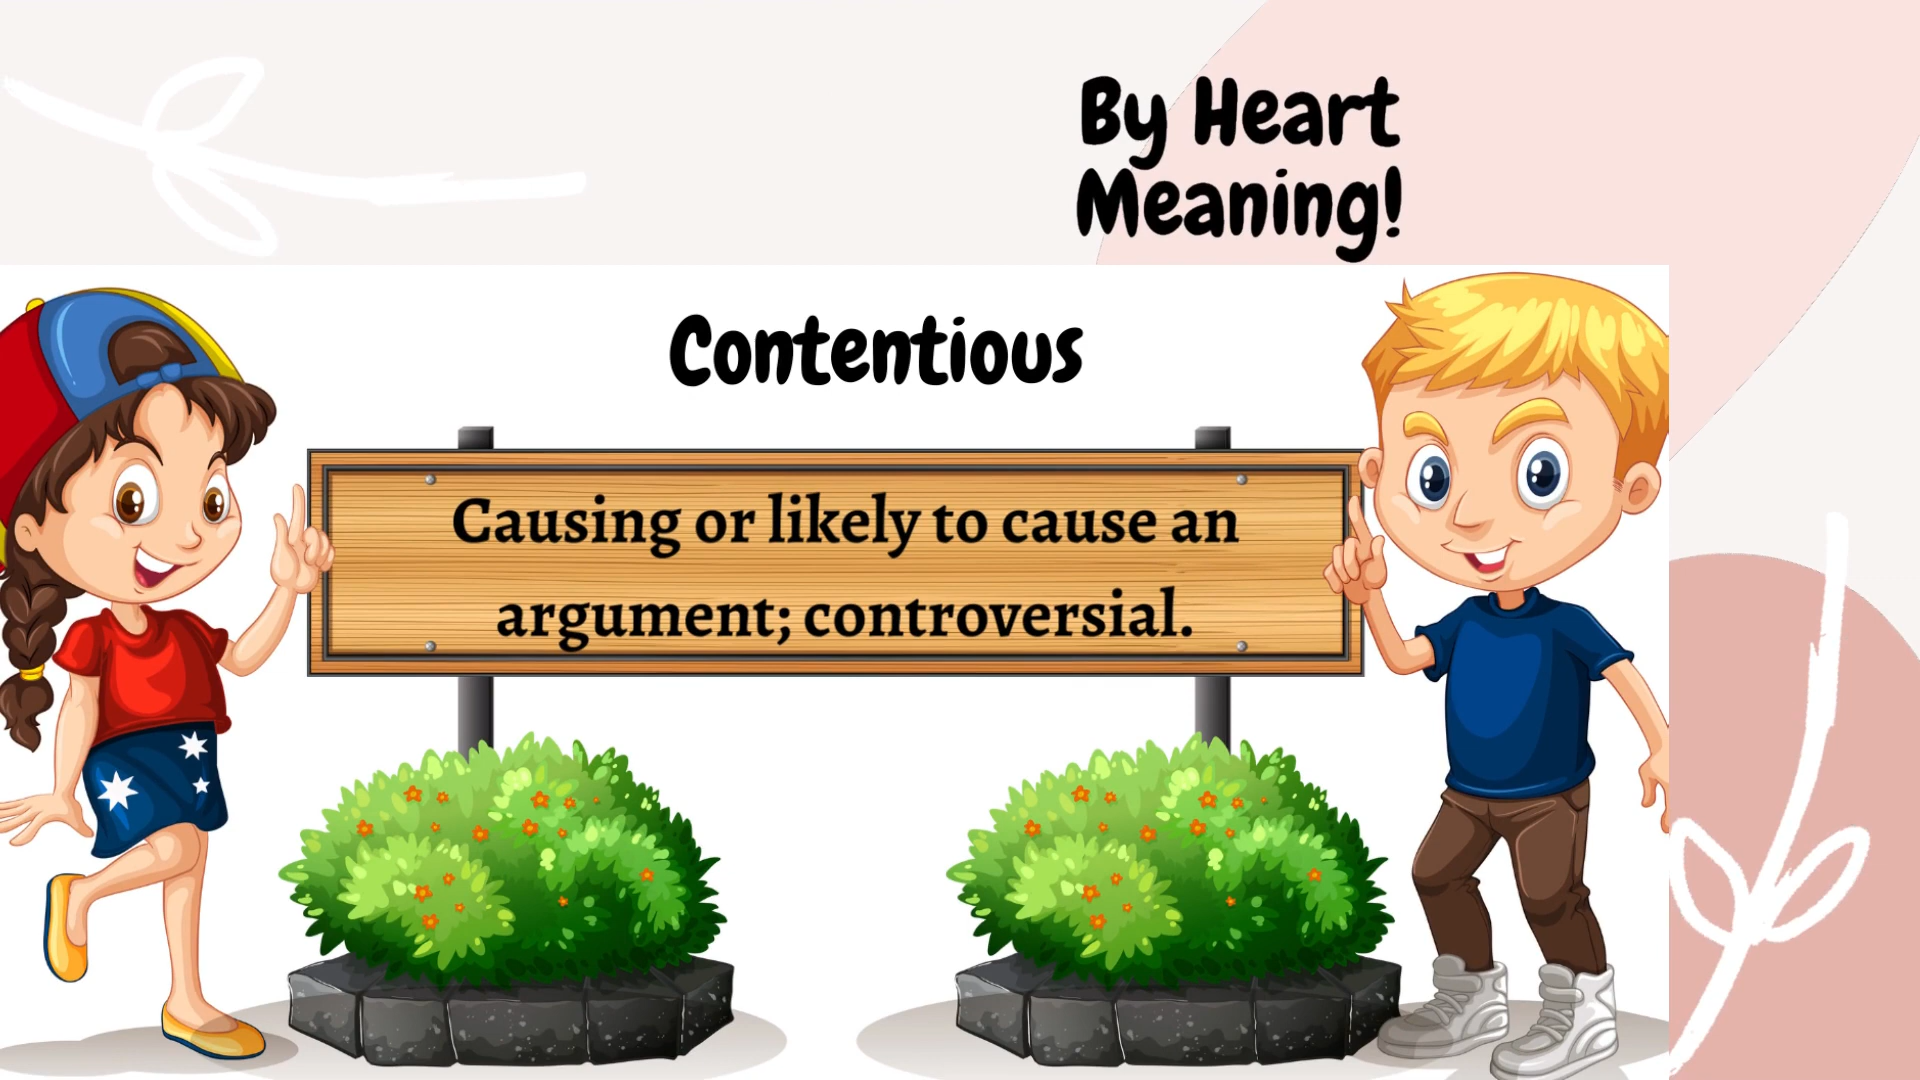 By Heart
Meaning!
Contentious
Causing or likely to cause an
argument; controversial.